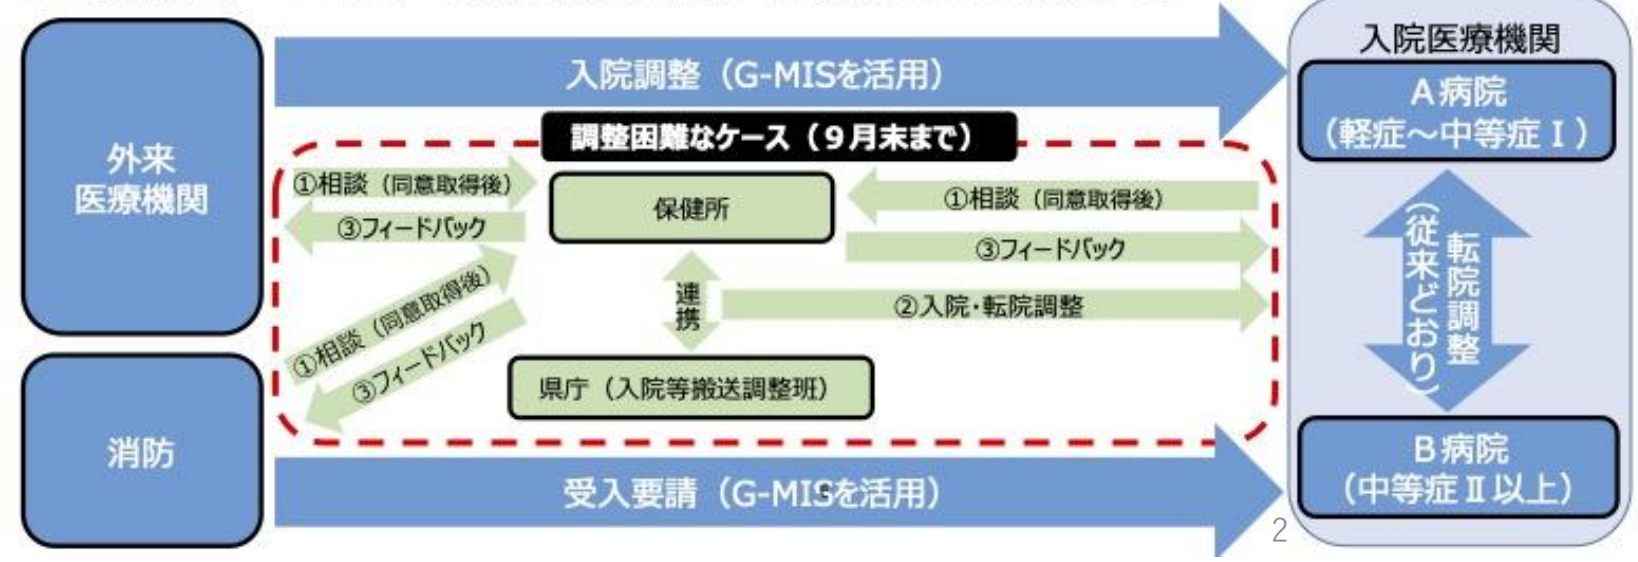 入院調整（G-MISを活用）
入院医療機関
A病院
（軽症～中等症Ⅰ）
調整困難なケース（9月末まで）
外来
医療機関
①相談（同意取得後）
③フィードバック
保健所
①相談（同意取得後）
③フィードバック
①相談（同意取得後）
③フィードバック
連携
②入院・転院調整
県庁（入院等搬送調整班）
転院調整
（従来どおり）
消防
受入要請（G-MISを活用）
B病院
（中等症Ⅱ以上）
2